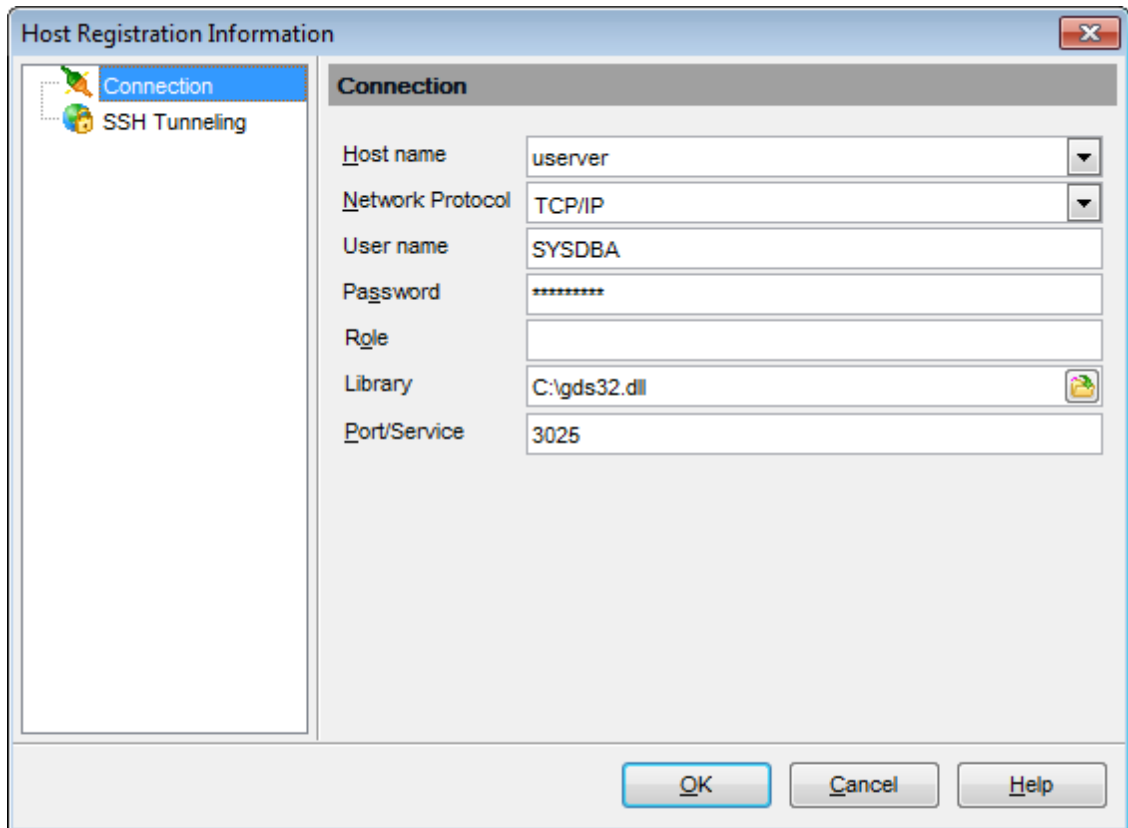 Host Registration Information
Connection
SSH Tunneling
Connection
Host name userver
Network Protocol TCP/IP
User name SYSDBA
Password *********
Role
Library C:\gds32.dll
Port/Service 3025
OK Cancel Help